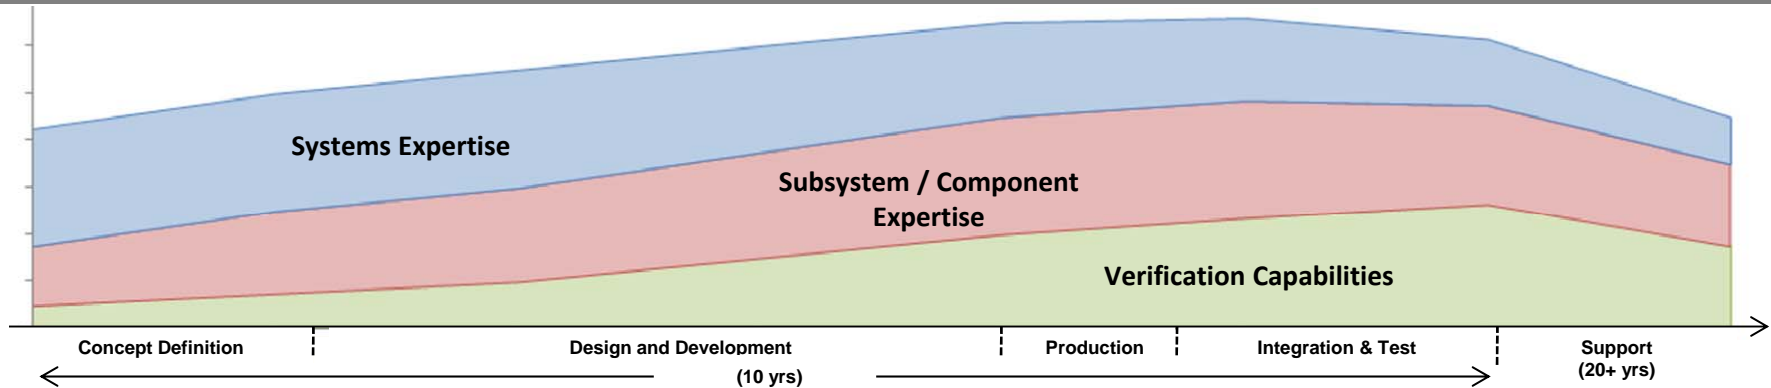 Systems Expertise
Subsystem / Component
Expertise
Verification Capabilities
Concept Definition
Design and Development
Production
Integration & Test
Support
(10 yrs)
(20+ yrs)